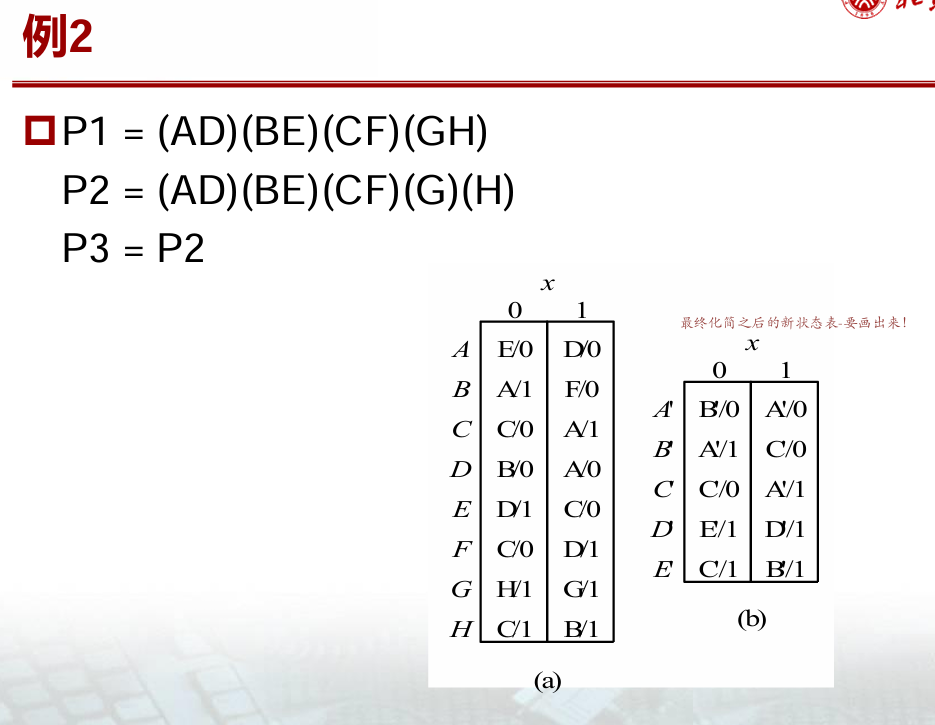 例2
P1 = (AD)(BE)(CF)(GH)
P2 = (AD)(BE)(CF)(G)(H)
P3 = P2
x
0 1
A E/0 D/0
B A/1 F/0
C C/0 A/1
D B/0 A/0
E D/1 C/0
F C/0 D/1
G H/1 G/1
H C/1 B/1
(a)
最终化简之后的新状态表-要画出来!
x
0 1
A' B'/0 A'/0
B' A'/1 C'/0
C' C'/0 A'/1
D' E'/1 D'/1
E' C'/1 B'/1
(b)